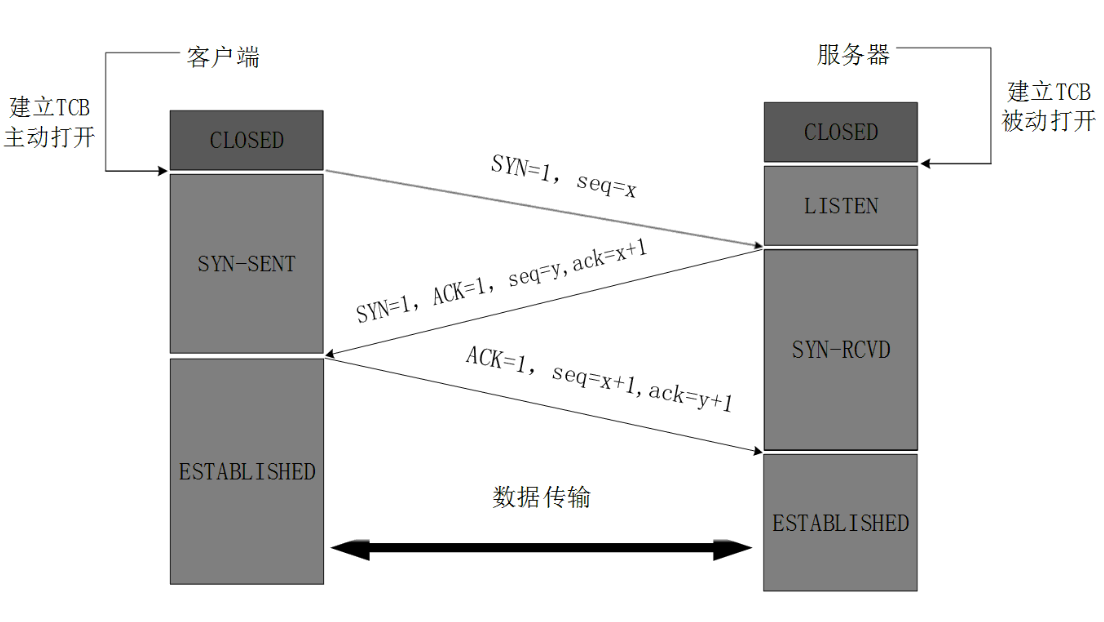 客户端
服务器
建立TCB
主动打开
建立TCB
被动打开
CLOSED
CLOSED
SYN=1, seq=x
LISTEN
SYN-SENT
SYN=1, ACK=1, seq=y,ack=x+1
SYN-RCVD
ACK=1, seq=x+1,ack=y+1
ESTABLISHED
数据传输
ESTABLISHED